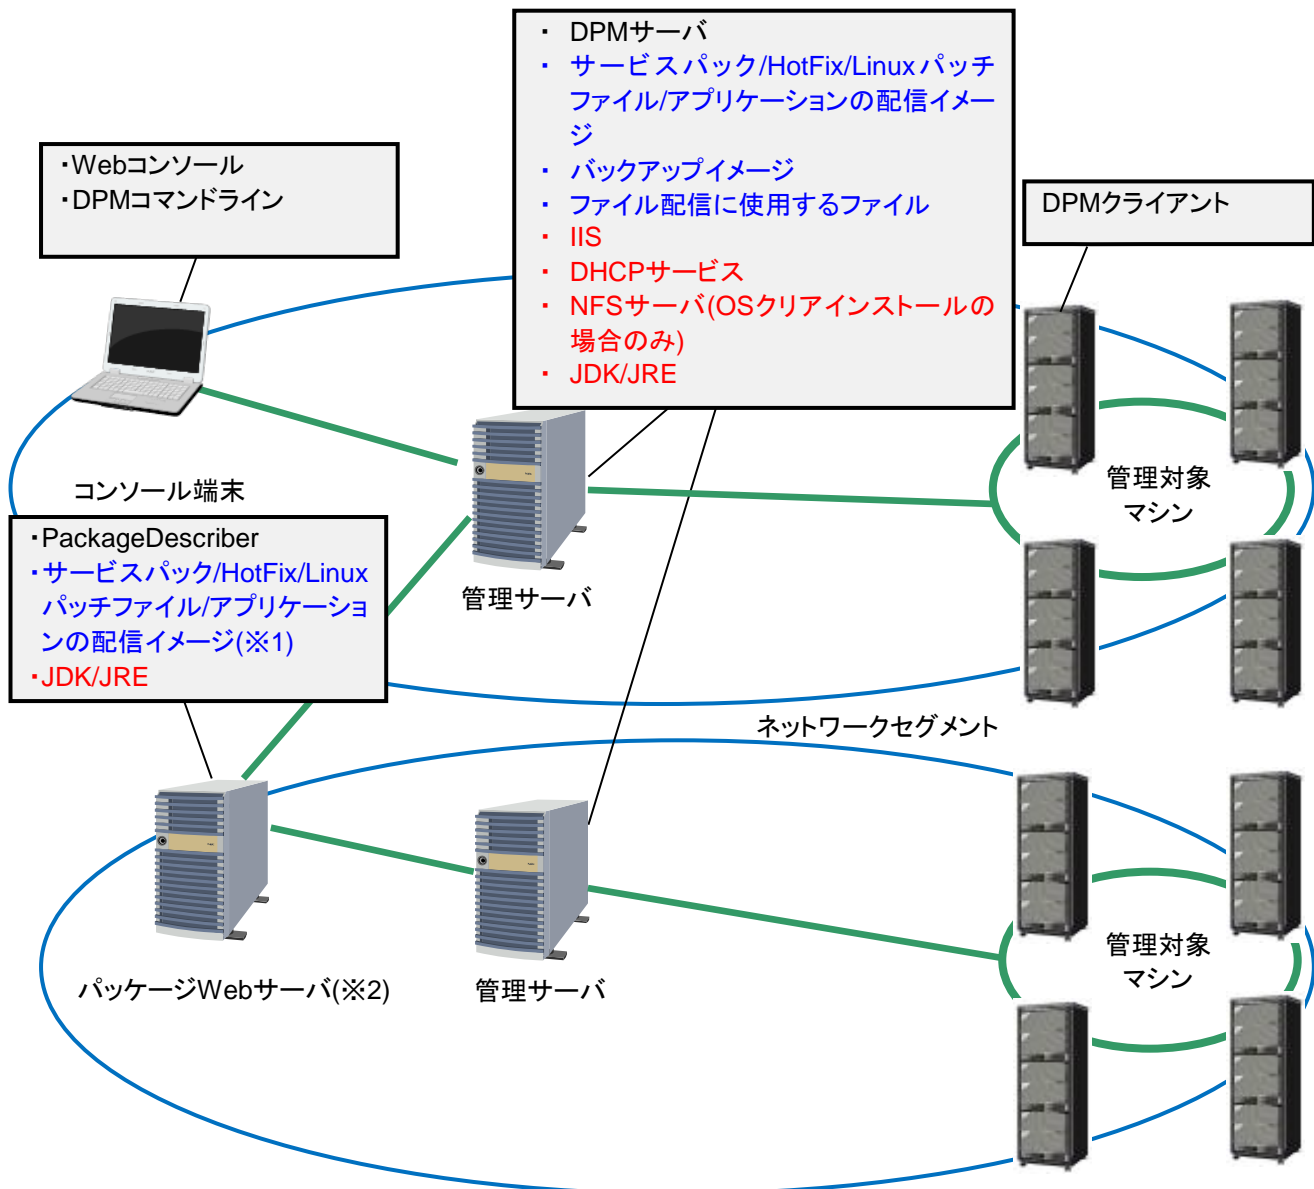 ・ DPMサーバ
・ サービスパック/HotFix/Linuxパッチ
ファイル/アプリケーションの配信イメー
ジ
・ バックアップイメージ
・ ファイル配信に使用するファイル
・ IIS
・ DHCPサービス
・ NFSサーバ(OSクリアインストールの
場合のみ)
・ JDK/JRE
・Webコンソール
・DPMコマンドライン
DPMクライアント
コンソール端末
管理対象
マシン
・PackageDescriber
・サービスパック/HotFix/Linux
パッチファイル/アプリケーショ
ンの配信イメージ(※1)
・JDK/JRE
管理サーバ
ネットワークセグメント
管理対象
マシン
パッケージWebサーバ(※2)
管理サーバ